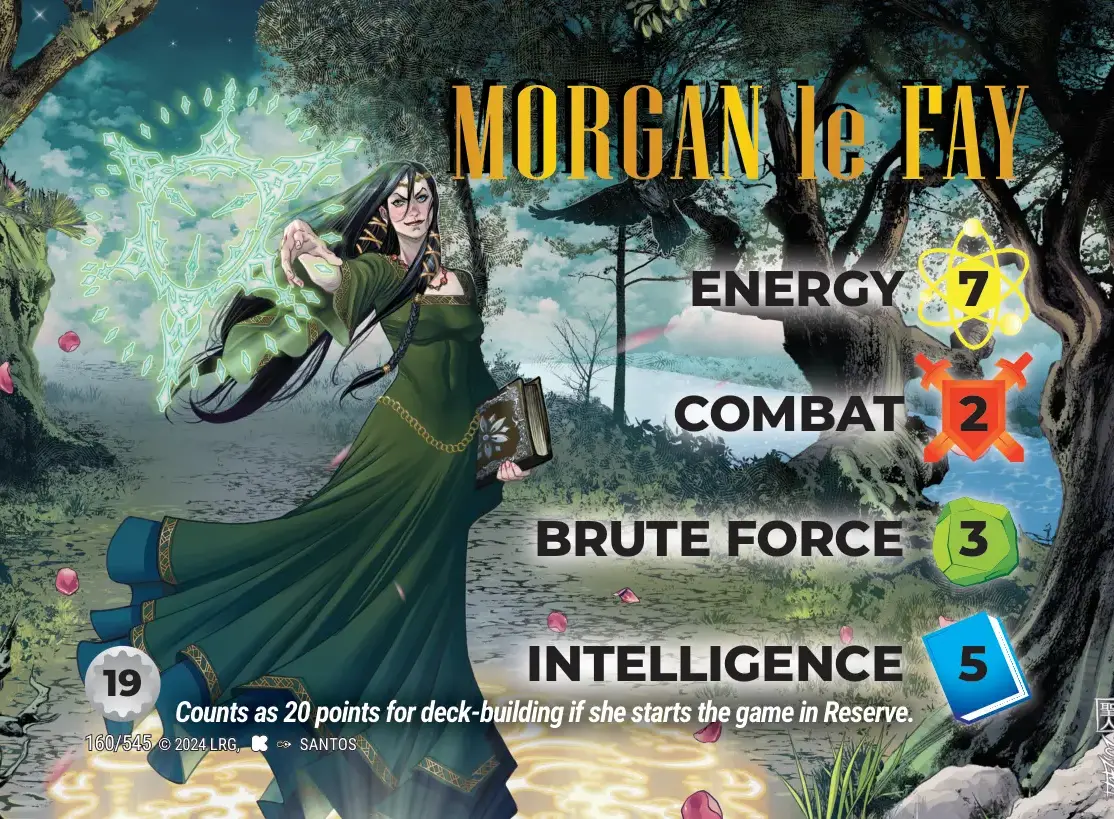 MORGAN le FAY
ENERGY 7
COMBAT 2
BRUTE FORCE 3
INTELLIGENCE 5
19
Counts as 20 points for deck-building if she starts the game in Reserve.
160/545 © 2024 LRG, SANTOS